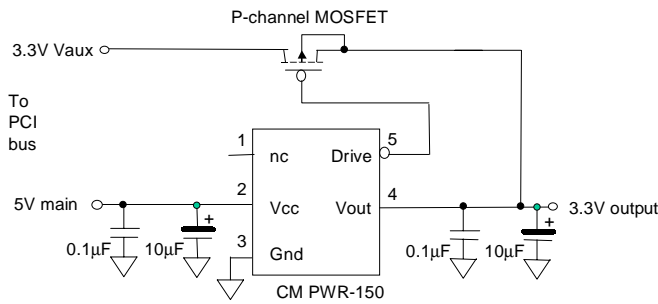 P-channel MOSFET
3.3V Vaux
To
PCI
bus
1
nc
Drive
5
5V main
2
Vcc
Vout
4
3.3V output
+
+
0.1µF
10µF
3
Gnd
0.1µF
10µF
CM PWR-150